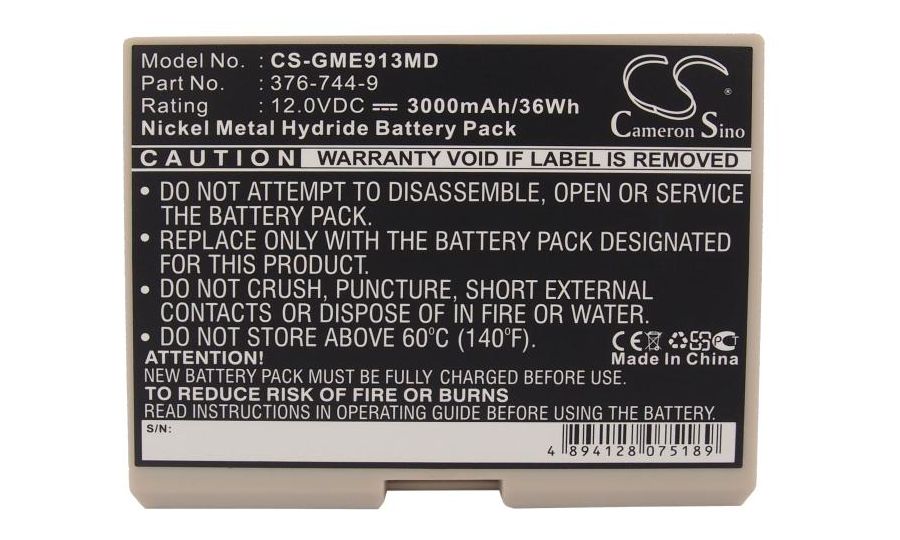 Model No. : CS-GME913MD
Part No. : 376-744-9
Rating : 12.0VDC ⎓ 3000mAh/36Wh
Nickel Metal Hydride Battery Pack
CS
®
Cameron Sino
CAUTION WARRANTY VOID IF LABEL IS REMOVED
• DO NOT ATTEMPT TO DISASSEMBLE, OPEN OR SERVICE
THE BATTERY PACK.
• REPLACE ONLY WITH THE BATTERY PACK DESIGNATED
FOR THIS PRODUCT.
• DO NOT CRUSH, PUNCTURE, SHORT EXTERNAL
CONTACTS OR DISPOSE OF IN FIRE OR WATER.
• DO NOT STORE ABOVE 60°C (140°F).
CE PC
Made In China
ATTENTION!
NEW BATTERY PACK MUST BE FULLY CHARGED BEFORE USE.
TO REDUCE RISK OF FIRE OR BURNS
READ INSTRUCTIONS IN OPERATING GUIDE BEFORE USING THE BATTERY.
S/N:
4 894128 075189